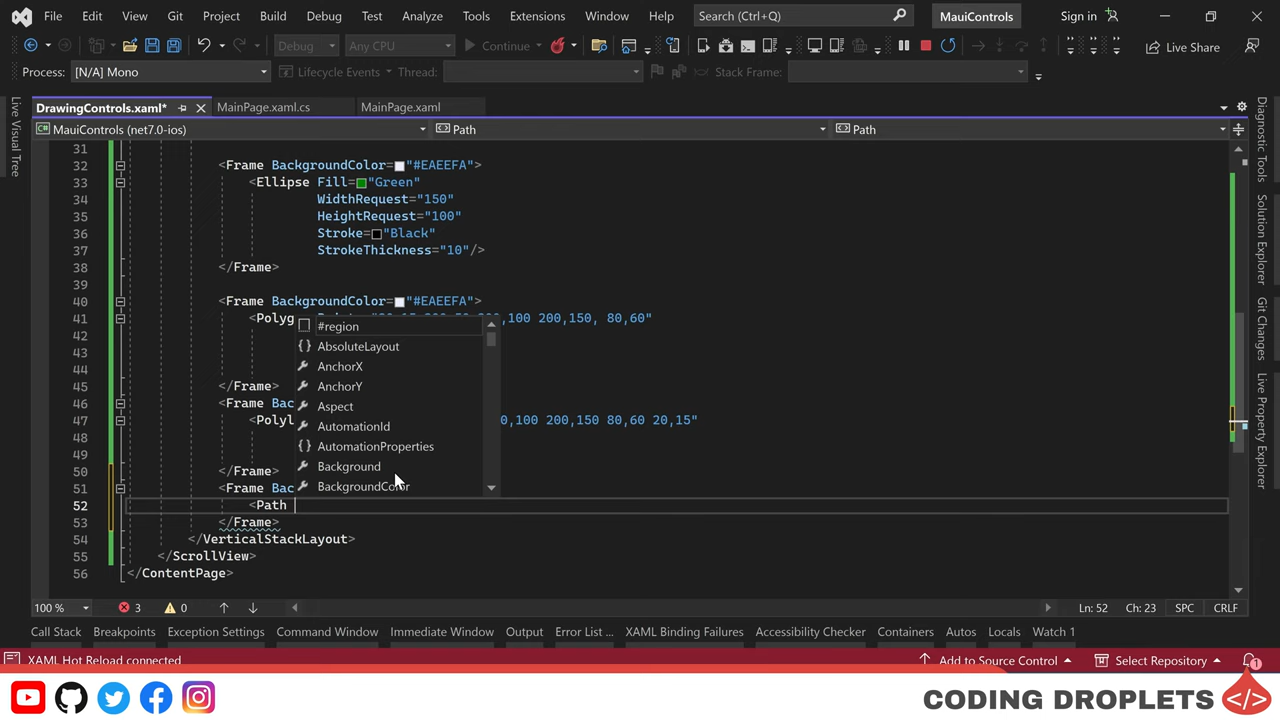 File Edit View Git Project Build Debug Test Analyze Tools Extensions Window Help Search (Ctrl+Q) MauiControls Sign in
Debug Any CPU Continue Live Share
Process: [N/A] Mono Lifecycle Events Thread: Stack Frame:
DrawingControls.xaml* MainPage.xaml.cs MainPage.xaml
MauiControls (net7.0-ios) Path Path
31
32 <Frame BackgroundColor="#EAEEFA">
33 <Ellipse Fill="Green"
34 WidthRequest="150"
35 HeightRequest="100"
36 Stroke="Black"
37 StrokeThickness="10"/>
38 </Frame>
39
40 <Frame BackgroundColor="#EAEEFA">
41 <Polyg ,100 200,150, 80,60"
42
43
44
45 </Frame>
46 <Frame Bac
47 <Polyl 0,100 200,150 80,60 20,15"
48
49
50 </Frame>
51 <Frame Bac
52 <Path
53 </Frame>
54 </VerticalStackLayout>
55 </ScrollView>
56 </ContentPage>
#region
AbsoluteLayout
AnchorX
AnchorY
Aspect
AutomationId
AutomationProperties
Background
BackgroundColor
Live Visual Tree
Diagnostic Tools
Solution Explorer
Git Changes
Live Property Explorer
100 % 3 0 Ln: 52 Ch: 23 SPC CRLF
Call Stack Breakpoints Exception Settings Command Window Immediate Window Output Error List ... XAML Binding Failures Accessibility Checker Containers Autos Locals Watch 1
XAML Hot Reload connected Add to Source Control Select Repository 1
CODING DROPLETS